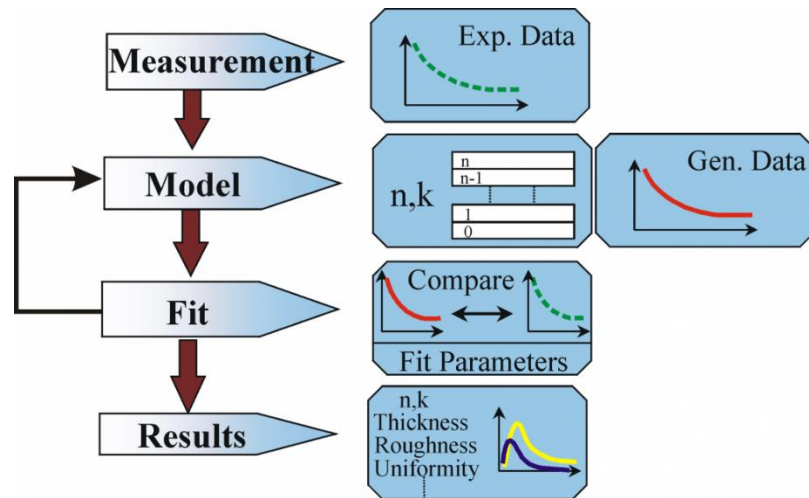 Measurement
Exp. Data
Model
n,k
n
n-1
1
0
Gen. Data
Fit
Compare
Fit Parameters
Results
n,k
Thickness
Roughness
Uniformity